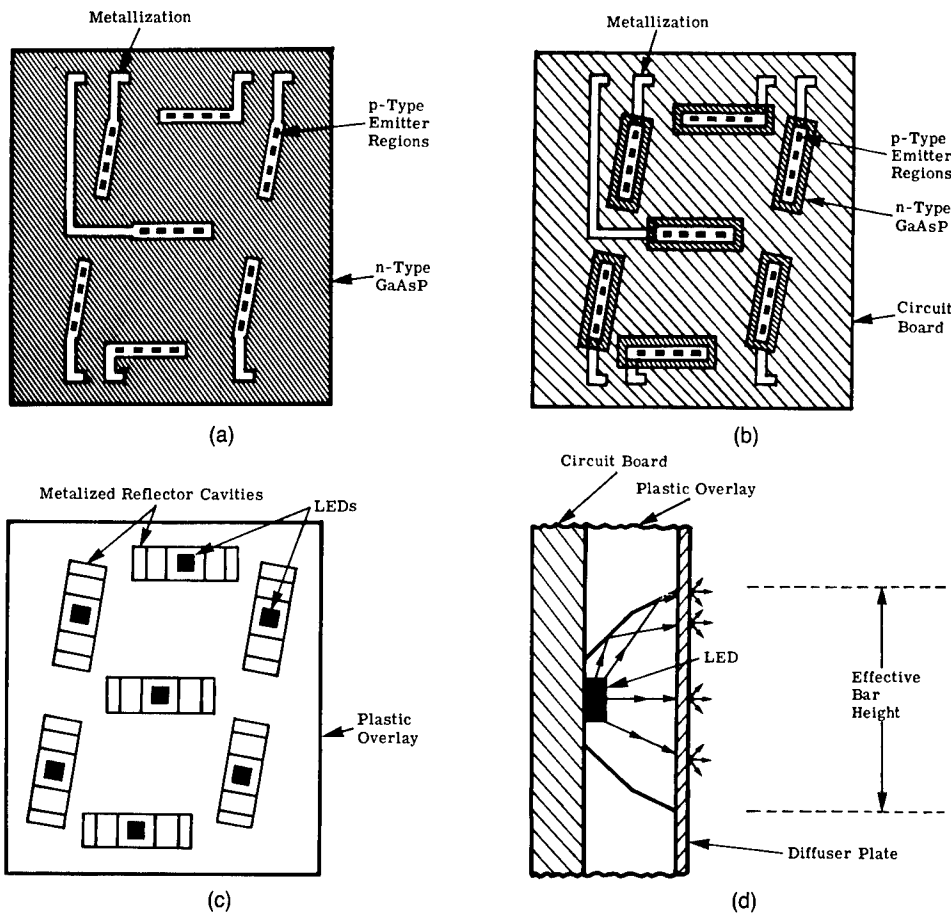 Metallization
p-Type
Emitter
Regions
n-Type
GaAsP
(a)
Metallization
p-Type
Emitter
Regions
n-Type
GaAsP
Circuit
Board
(b)
Metalized Reflector Cavities
LEDs
Plastic
Overlay
(c)
Circuit Board
Plastic Overlay
LED
Effective
Bar
Height
Diffuser Plate
(d)